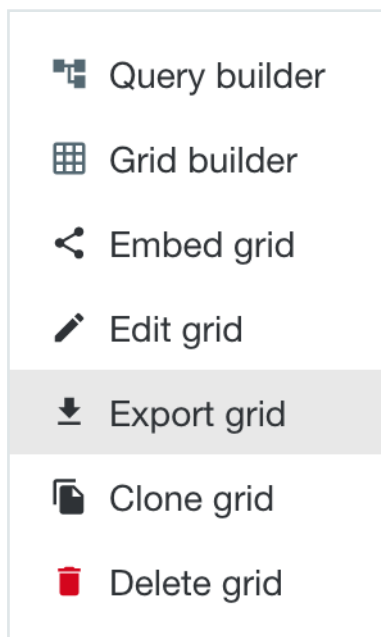 Query builder
Grid builder
Embed grid
Edit grid
Export grid
Clone grid
Delete grid